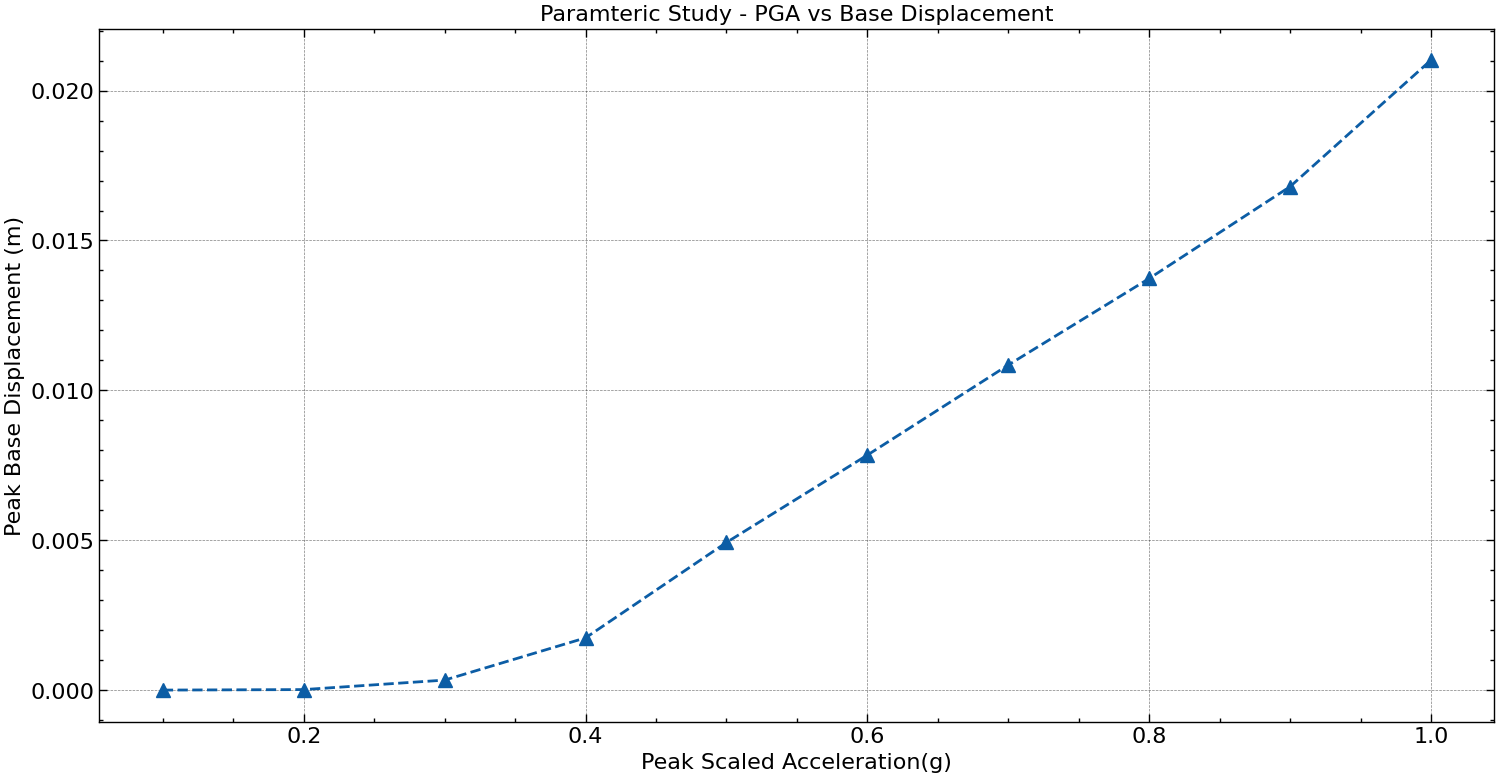 Paramteric Study - PGA vs Base Displacement
Peak Base Displacement (m)
0.020
0.015
0.010
0.005
0.000
0.2 0.4 0.6 0.8 1.0
Peak Scaled Acceleration(g)